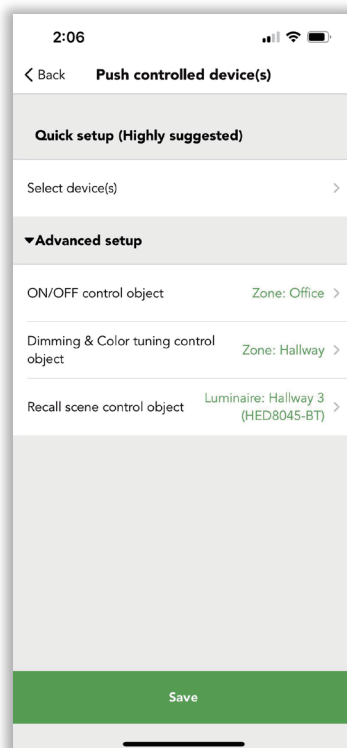 2:06
Back Push controlled device(s)
Quick setup (Highly suggested)
Select device(s)
▼Advanced setup
ON/OFF control object Zone: Office
Dimming & Color tuning control
object
Zone: Hallway
Recall scene control object
Luminaire: Hallway 3
(HED8045-BT)
Save